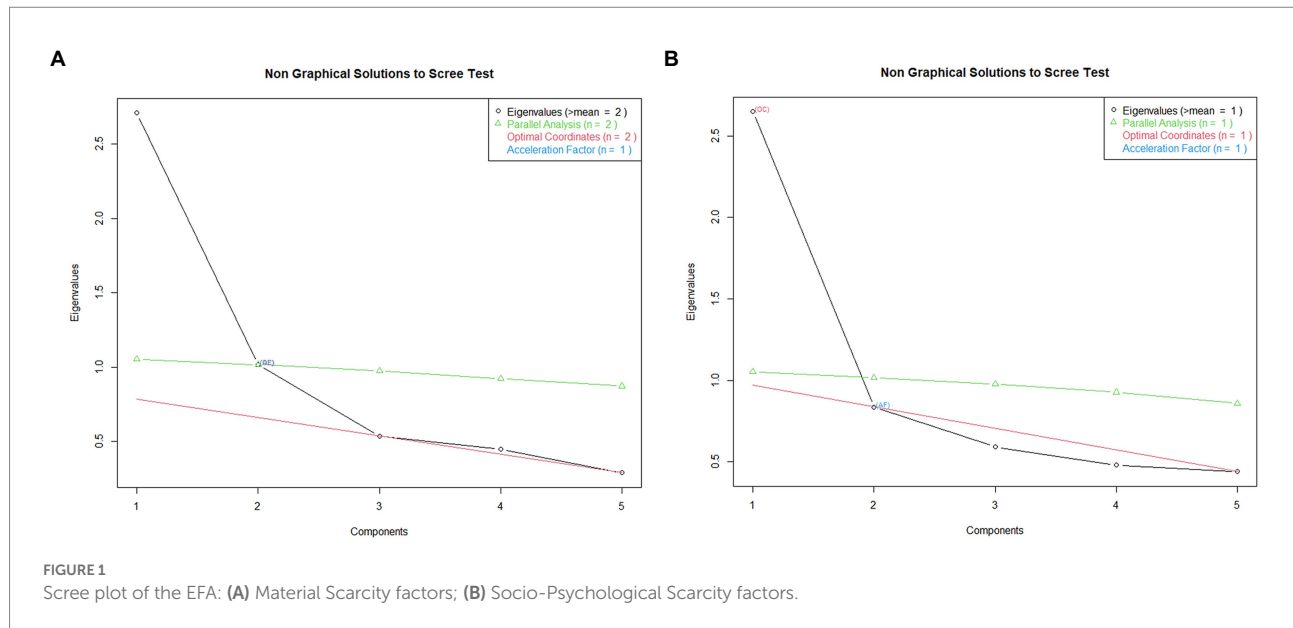 A
Non Graphical Solutions to Scree Test
Eigenvalues (>mean = 2 )
Parallel Analysis (n = 2 )
Optimal Coordinates (n = 2 )
Acceleration Factor (n = 1 )
2.5
2.0
1.5
1.0
0.5
Eigenvalues
1 2 3 4 5
Components
B
Non Graphical Solutions to Scree Test
(OC)
Eigenvalues (>mean = 1 )
Parallel Analysis (n = 1 )
Optimal Coordinates (n = 1 )
Acceleration Factor (n = 1 )
2.5
2.0
1.5
1.0
0.5
Eigenvalues
(AF)
1 2 3 4 5
Components
FIGURE 1
Scree plot of the EFA: (A) Material Scarcity factors; (B) Socio-Psychological Scarcity factors.